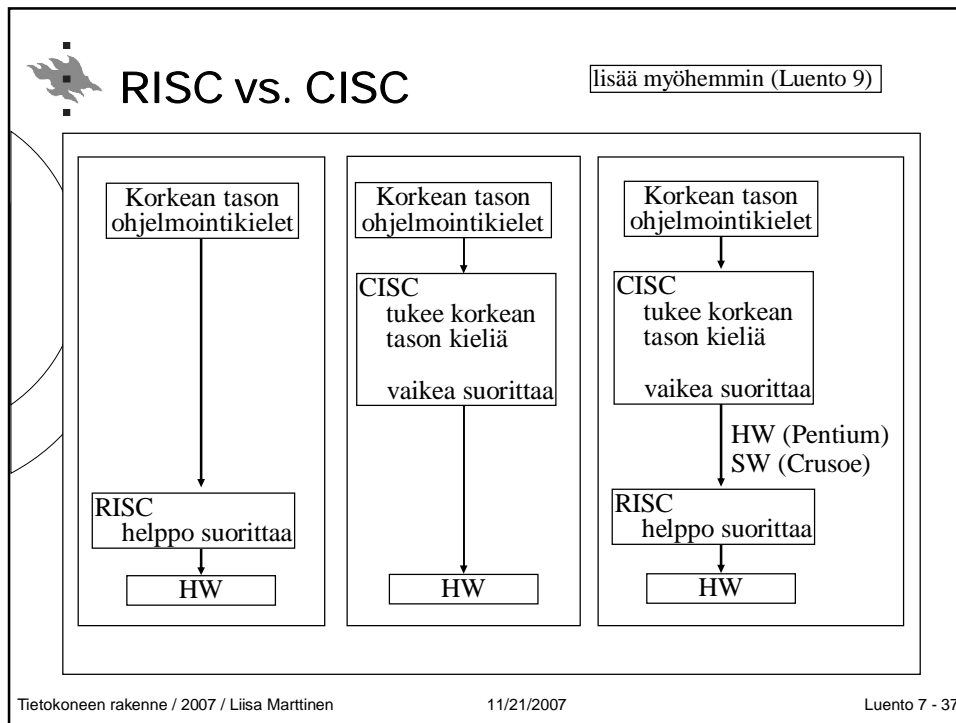 RISC vs. CISC
lisää myöhemmin (Luento 9)
Korkean tason
ohjelmointikielet
RISC
helppo suorittaa
HW
Korkean tason
ohjelmointikielet
CISC
tukee korkean
tason kieliä
vaikea suorittaa
HW
Korkean tason
ohjelmointikielet
CISC
tukee korkean
tason kieliä
vaikea suorittaa
HW (Pentium)
SW (Crusoe)
RISC
helppo suorittaa
HW
Tietokoneen rakenne / 2007 / Liisa Marttinen
11/21/2007
Luento 7 - 37